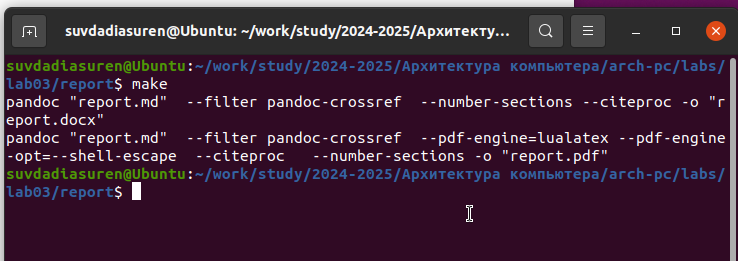 suvdadiasuren@Ubuntu: ~/work/study/2024-2025/Архитекту...
suvdadiasuren@Ubuntu:~/work/study/2024-2025/Архитектура компьютера/arch-pc/labs/
lab03/report$ make
pandoc "report.md"  --filter pandoc-crossref  --number-sections --citeproc -o "r
eport.docx"
pandoc "report.md"  --filter pandoc-crossref  --pdf-engine=lualatex --pdf-engine
-opt=--shell-escape  --citeproc   --number-sections -o "report.pdf"
suvdadiasuren@Ubuntu:~/work/study/2024-2025/Архитектура компьютера/arch-pc/labs/
lab03/report$